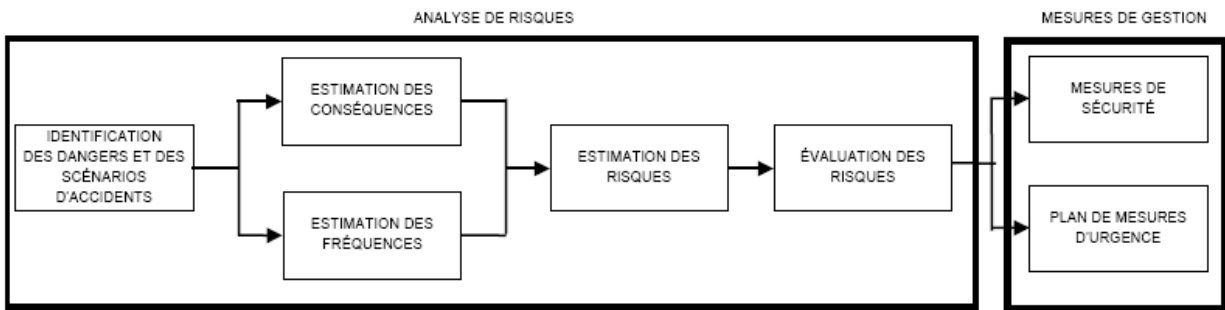 ANALYSE DE RISQUES
MESURES DE GESTION
IDENTIFICATION
DES DANGERS ET DES
SCÉNARIOS
D'ACCIDENTS
ESTIMATION DES
CONSÉQUENCES
ESTIMATION DES
FRÉQUENCES
ESTIMATION DES
RISQUES
ÉVALUATION DES
RISQUES
MESURES DE
SÉCURITÉ
PLAN DE MESURES
D'URGENCE